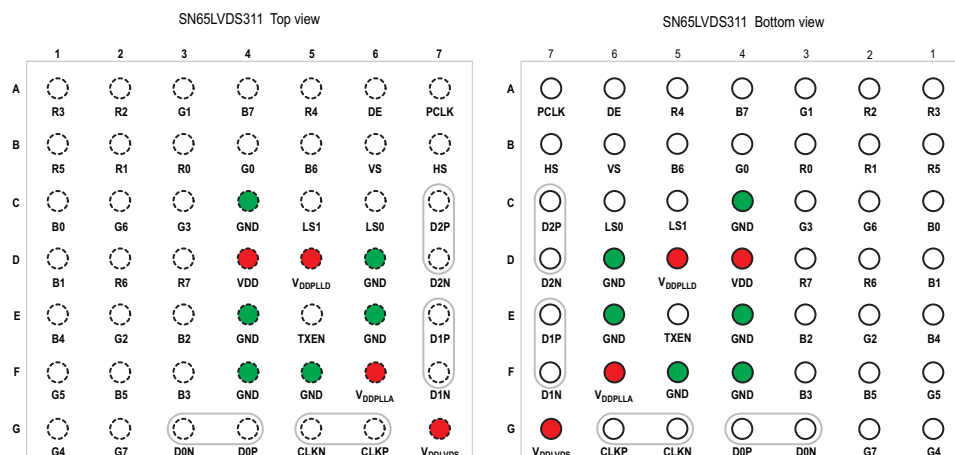 SN65LVDS311 Top view
1 2 3 4 5 6 7
A
R3 R2 G1 B7 R4 DE PCLK
B
R5 R1 R0 G0 B6 VS HS
C
B0 G6 G3 GND LS1 LS0 D2P
D
B1 R6 R7 VDD VDDPLLD GND D2N
E
B4 G2 B2 GND TXEN GND D1P
F
G5 B5 B3 GND GND VDDPLLA D1N
G
G4 G7 D0N D0P CLKN CLKP VDDLVDS
SN65LVDS311 Bottom view
7 6 5 4 3 2 1
A
PCLK DE R4 B7 G1 R2 R3
B
HS VS B6 G0 R0 R1 R5
C
D2P LS0 LS1 GND G3 G6 B0
D
D2N GND VDDPLLD VDD R7 R6 B1
E
D1P GND TXEN GND B2 G2 B4
F
D1N VDDPLLA GND GND B3 B5 G5
G
VDDLVDS CLKP CLKN D0P D0N G7 G4